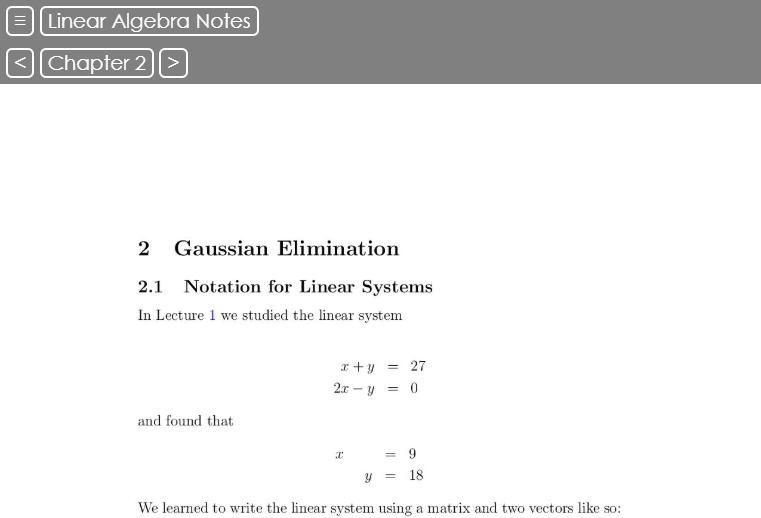 ☰ Linear Algebra Notes
< Chapter 2 >
2 Gaussian Elimination
2.1 Notation for Linear Systems
In Lecture 1 we studied the linear system
x + y = 27
2x − y = 0
and found that
x = 9
y = 18
We learned to write the linear system using a matrix and two vectors like so: